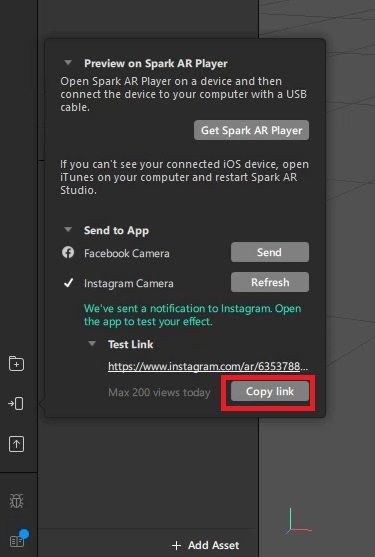 Preview on Spark AR Player
Open Spark AR Player on a device and then
connect the device to your computer with a USB
cable.
Get Spark AR Player
If you can't see your connected iOS device, open
iTunes on your computer and restart Spark AR
Studio.
Send to App
Facebook Camera
Send
Instagram Camera
Refresh
We've sent a notification to Instagram. Open
the app to test your effect.
Test Link
https://www.instagram.com/ar/6353788...
Max 200 views today
Copy link
+ Add Asset